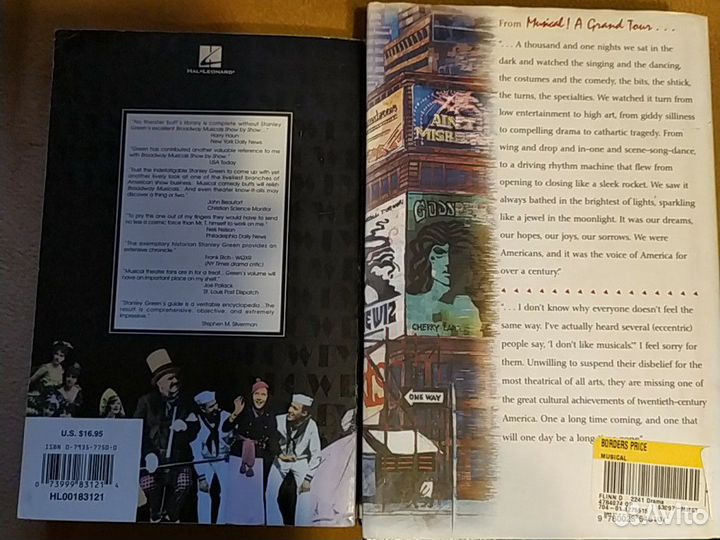 HAL•LEONARD®
"No theater buff's library is complete without Stanley
Green's excellent Broadway Musicals Show by Show..."
Harry Haun
New York Daily News
"Green has contributed another valuable reference to me
with Broadway Musicals Show by Show."
USA Today
"Trust the indefatigable Stanley Green to come up with yet
another lively look at one of the liveliest branches of
American show business. Musical comedy buffs will relish
Broadway Musicals. And even theater know-it-alls may
discover a thing or two."
John Beaufort
Christian Science Monitor
"To pry this one out of my fingers they would have to send
no less a comic force than Mr. T. himself to work on me."
Nels Nelson
Philadelphia Daily News
"The exemplary historian Stanley Green provides an
extensive chronicle."
Frank Rich - WQXR
(NY Times drama critic)
"Musical theater fans are in for a treat...Green's volume will
have an important place on my shelf."
Joe Pollack
St. Louis Post Dispatch
"Stanley Green's guide is a veritable encyclopedia...The
result is comprehensive, objective, and extremely
impressive."
Stephen M. Silverman
U.S. $16.95
ISBN 0-7935-7750-0
0 73999 83121 4
HL00183121
AIN'T
MISBEH
GODSP
WIZ
CHERRY
ONE WAY
From Musical! A Grand Tour . . .
". . . A thousand and one nights we sat in the
dark and watched the singing and the dancing,
the costumes and the comedy, the bits, the shtick,
the turns, the specialties. We watched it turn from
low entertainment to high art, from giddy silliness
to compelling drama to cathartic tragedy. From
wing and drop and in-one and scene–song–dance,
to a driving rhythm machine that flew from
opening to closing like a sleek rocket. We saw it
always bathed in the brightest of lights, sparkling
like a jewel in the moonlight. It was our dreams,
our hopes, our joys, our sorrows. We were
Americans, and it was the voice of America for
over a century."
". . . I don't know why everyone doesn't feel the
same way. I've actually heard several (eccentric)
people say, 'I don't like musicals.' I feel sorry for
them. Unwilling to suspend their disbelief for the
most theatrical of all arts, they are missing one of
the great cultural achievements of twentieth-century
America. One a long time coming, and one that
will one day be a long
BORDERS PRICE
MUSICAL
FLINN D 2241 Drama
Avito